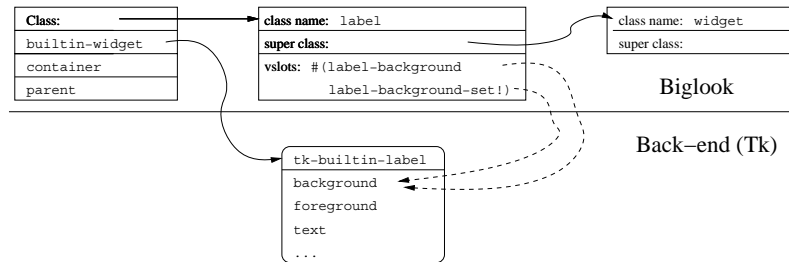 Class:
builtin-widget
container
parent
class name: label
super class:
vslots: #(label-background
label-background-set!)
class name: widget
super class:
Biglook
Back-end (Tk)
tk-builtin-label
background
foreground
text
...